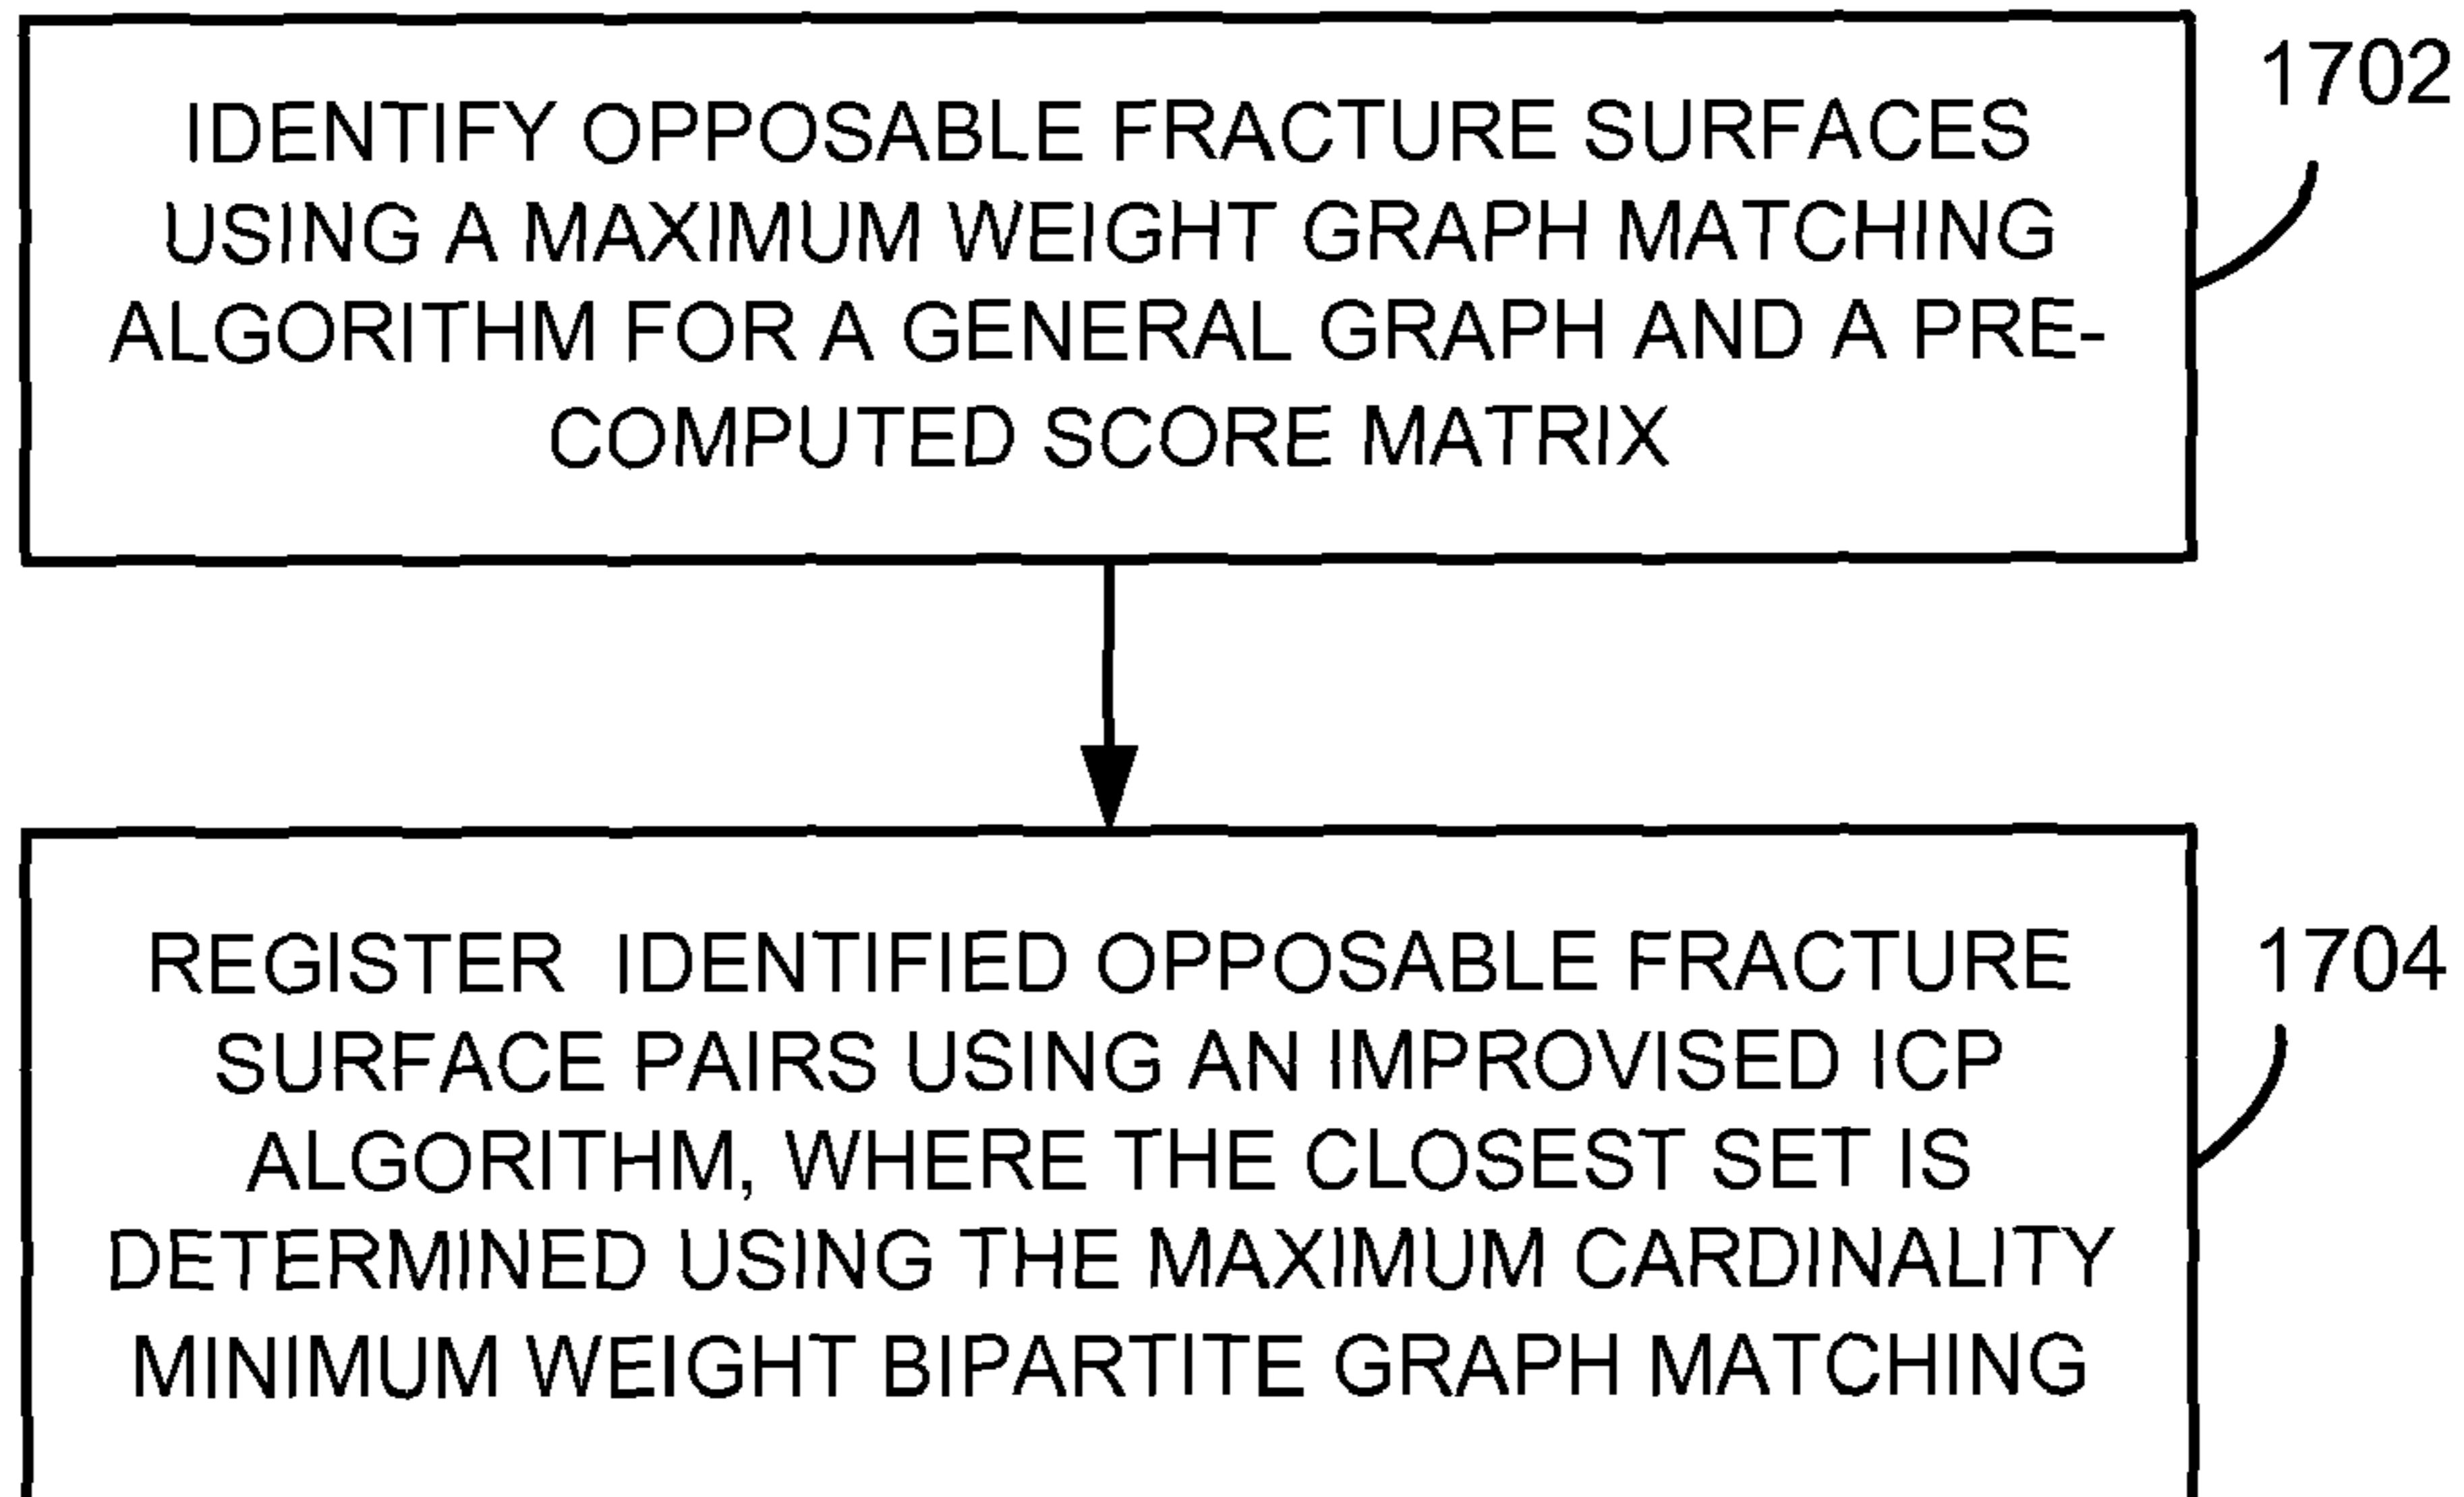 IDENTIFY OPPOSABLE FRACTURE SURFACES
USING A MAXIMUM WEIGHT GRAPH MATCHING
ALGORITHM FOR A GENERAL GRAPH AND A PRE-
COMPUTED SCORE MATRIX
1702
REGISTER IDENTIFIED OPPOSABLE FRACTURE
SURFACE PAIRS USING AN IMPROVISED ICP
ALGORITHM, WHERE THE CLOSEST SET IS
DETERMINED USING THE MAXIMUM CARDINALITY
MINIMUM WEIGHT BIPARTITE GRAPH MATCHING
1704